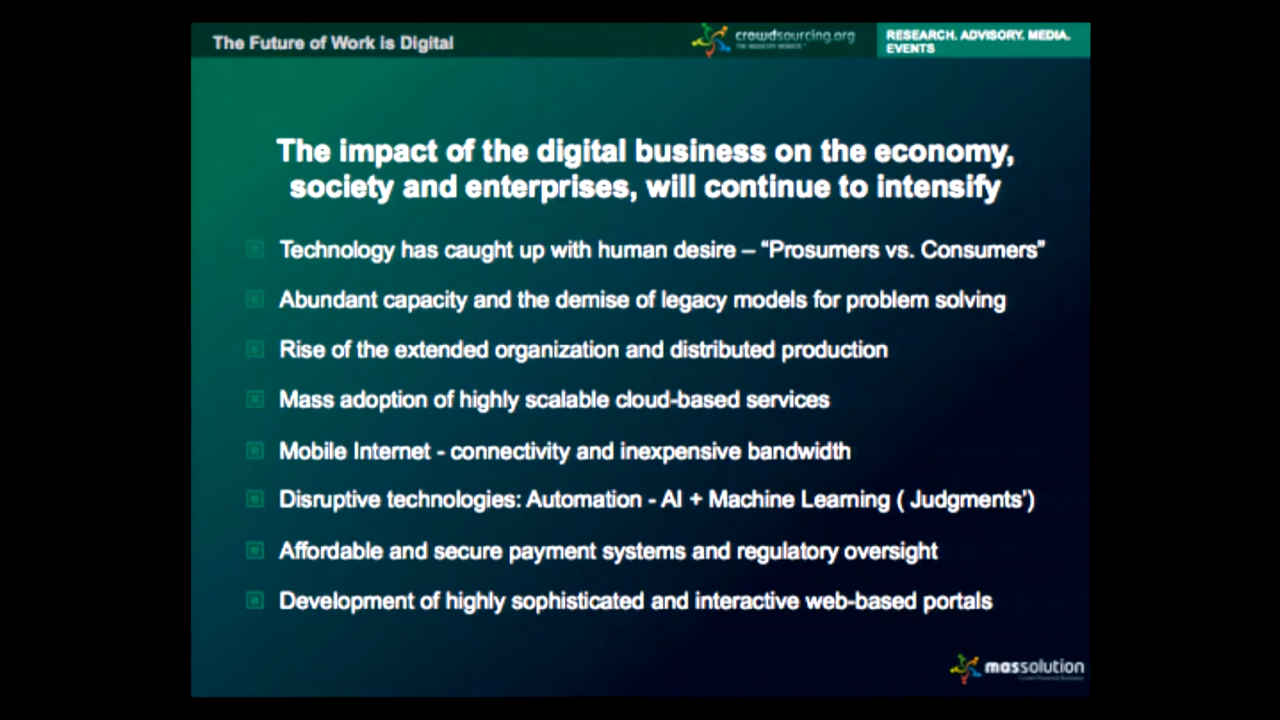 The Future of Work is Digital
crowdsourcing.org
THE INDUSTRY WEBSITE
RESEARCH. ADVISORY. MEDIA.
EVENTS
The impact of the digital business on the economy,
society and enterprises, will continue to intensify
Technology has caught up with human desire – “Prosumers vs. Consumers”
Abundant capacity and the demise of legacy models for problem solving
Rise of the extended organization and distributed production
Mass adoption of highly scalable cloud-based services
Mobile Internet - connectivity and inexpensive bandwidth
Disruptive technologies: Automation - AI + Machine Learning ( Judgments’)
Affordable and secure payment systems and regulatory oversight
Development of highly sophisticated and interactive web-based portals
massolution